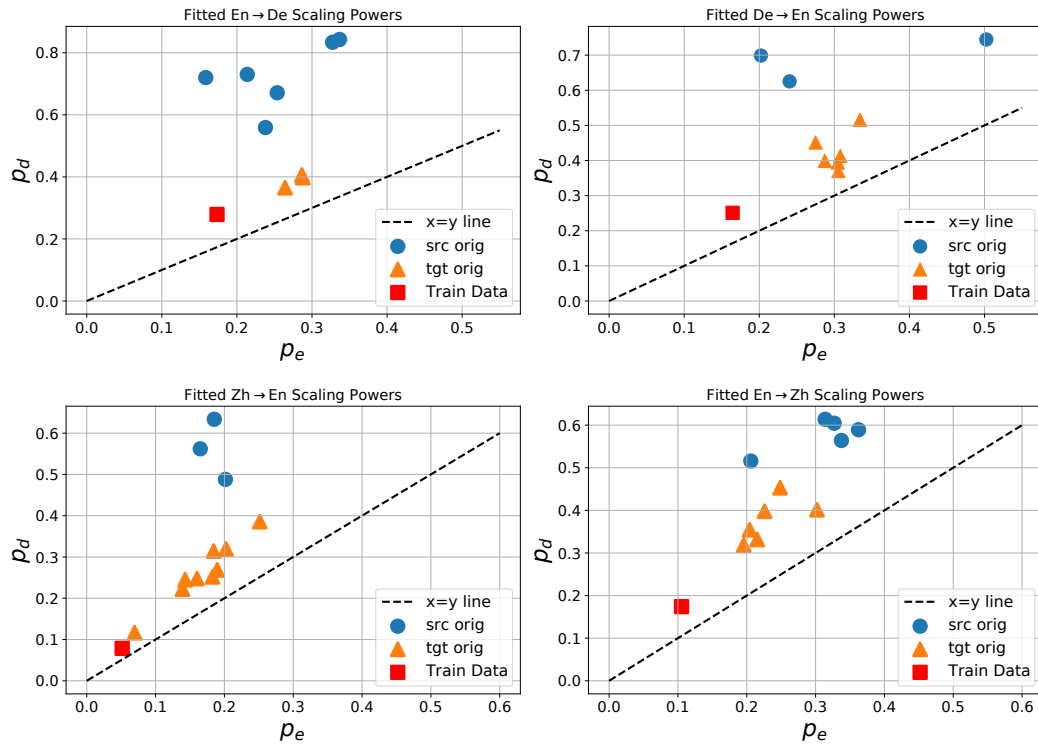 Fitted En→De Scaling Powers
0.8
0.6
0.4
0.2
0.0
p_d
0.0 0.1 0.2 0.3 0.4 0.5
p_e
x=y line
src orig
tgt orig
Train Data
Fitted De→En Scaling Powers
0.7
0.6
0.5
0.4
0.3
0.2
0.1
0.0
p_d
0.0 0.1 0.2 0.3 0.4 0.5
p_e
x=y line
src orig
tgt orig
Train Data
Fitted Zh→En Scaling Powers
0.6
0.5
0.4
0.3
0.2
0.1
0.0
p_d
0.0 0.1 0.2 0.3 0.4 0.5 0.6
p_e
x=y line
src orig
tgt orig
Train Data
Fitted En→Zh Scaling Powers
0.6
0.5
0.4
0.3
0.2
0.1
0.0
p_d
0.0 0.1 0.2 0.3 0.4 0.5 0.6
p_e
x=y line
src orig
tgt orig
Train Data